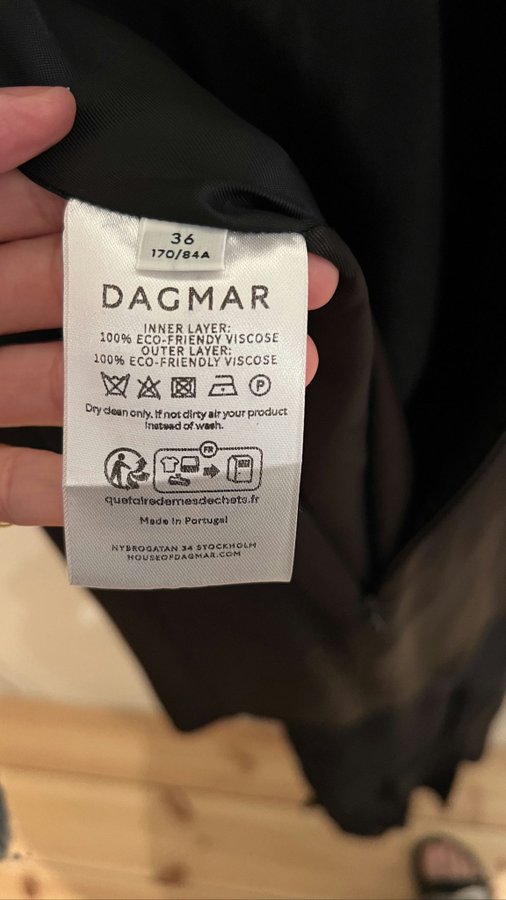 36
170/84A
DAGMAR
INNER LAYER:
100% ECO-FRIENDY VISCOSE
OUTER LAYER:
100% ECO-FRIENDLY VISCOSE
P
Dry clean only. If not dirty air your product
instead of wash.
FR
quefairedemesdechets.fr
Made in Portugal
NYBROGATAN 34 STOCKHOLM
HOUSEOFDAGMAR.COM